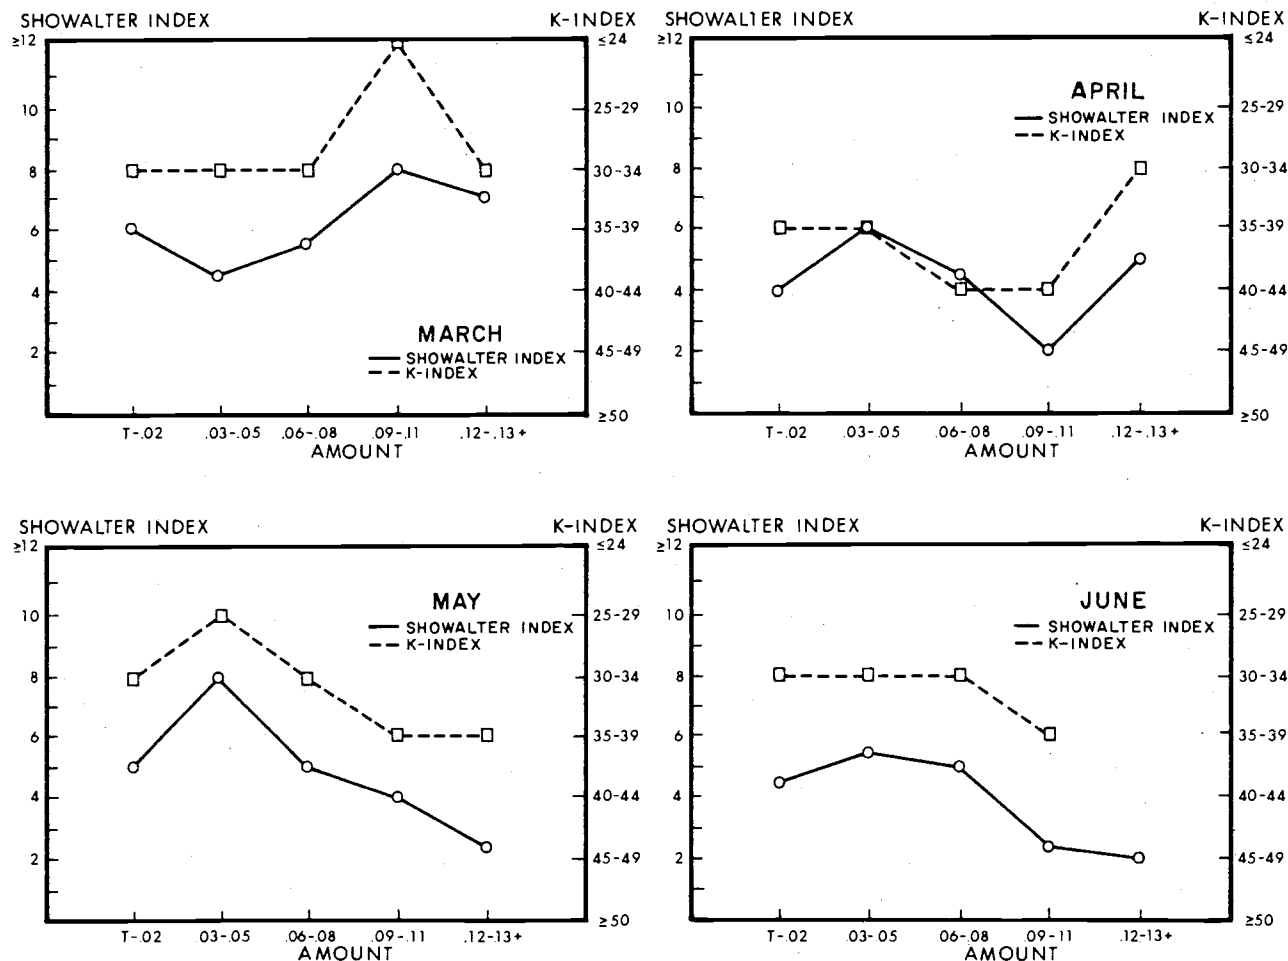 SHOWALTER INDEX K-INDEX
≥12 ≤24
10 25-29
8 30-34
6 35-39
4 40-44
2 45-49
≥50
MARCH
SHOWALTER INDEX
K-INDEX
T-.02 .03-.05 .06-.08 .09-.11 .12-.13+
AMOUNT
SHOWALTER INDEX K-INDEX
≥12 ≤24
10 25-29
8 30-34
6 35-39
4 40-44
2 45-49
≥50
APRIL
SHOWALTER INDEX
K-INDEX
T-.02 .03-.05 .06-.08 .09-.11 .12-.13+
AMOUNT
SHOWALTER INDEX K-INDEX
≥12 ≤24
10 25-29
8 30-34
6 35-39
4 40-44
2 45-49
≥50
MAY
SHOWALTER INDEX
K-INDEX
T-.02 .03-.05 .06-.08 .09-.11 .12-.13+
AMOUNT
SHOWALTER INDEX K-INDEX
≥12 ≤24
10 25-29
8 30-34
6 35-39
4 40-44
2 45-49
≥50
JUNE
SHOWALTER INDEX
K-INDEX
T-.02 .03-.05 .06-.08 .09-.11 .12-.13+
AMOUNT